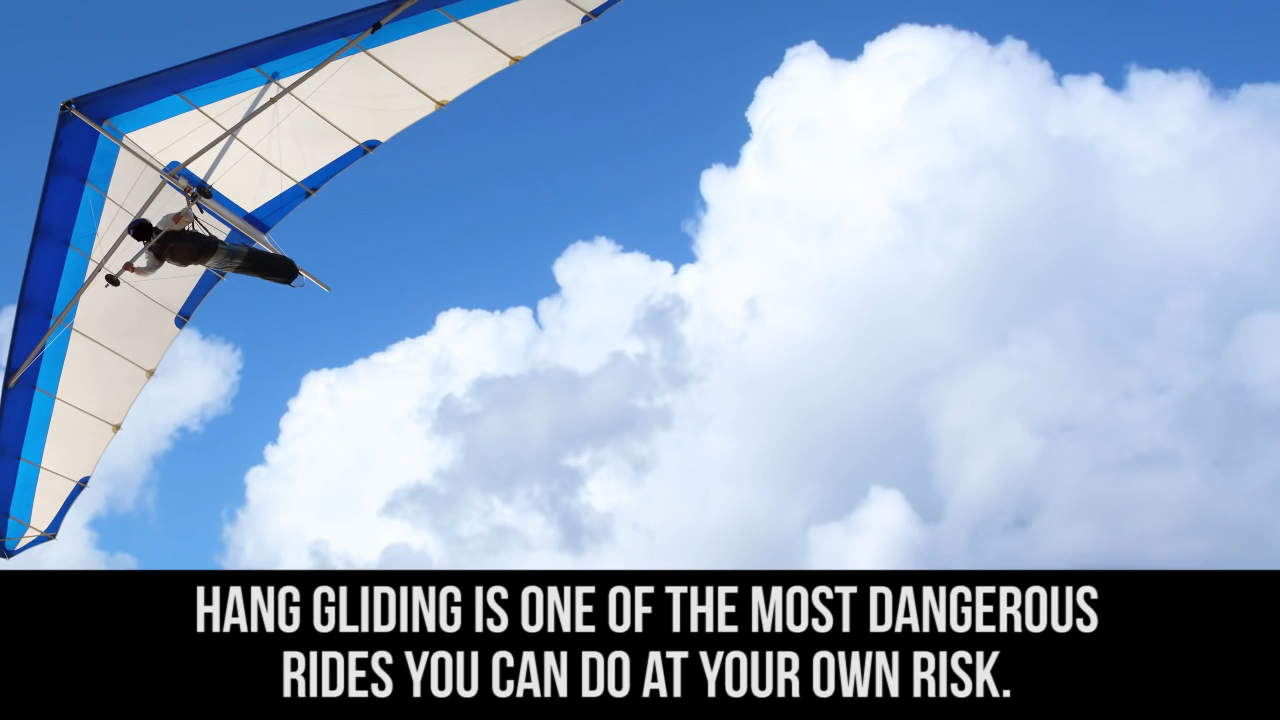 HANG GLIDING IS ONE OF THE MOST DANGEROUS
RIDES YOU CAN DO AT YOUR OWN RISK.